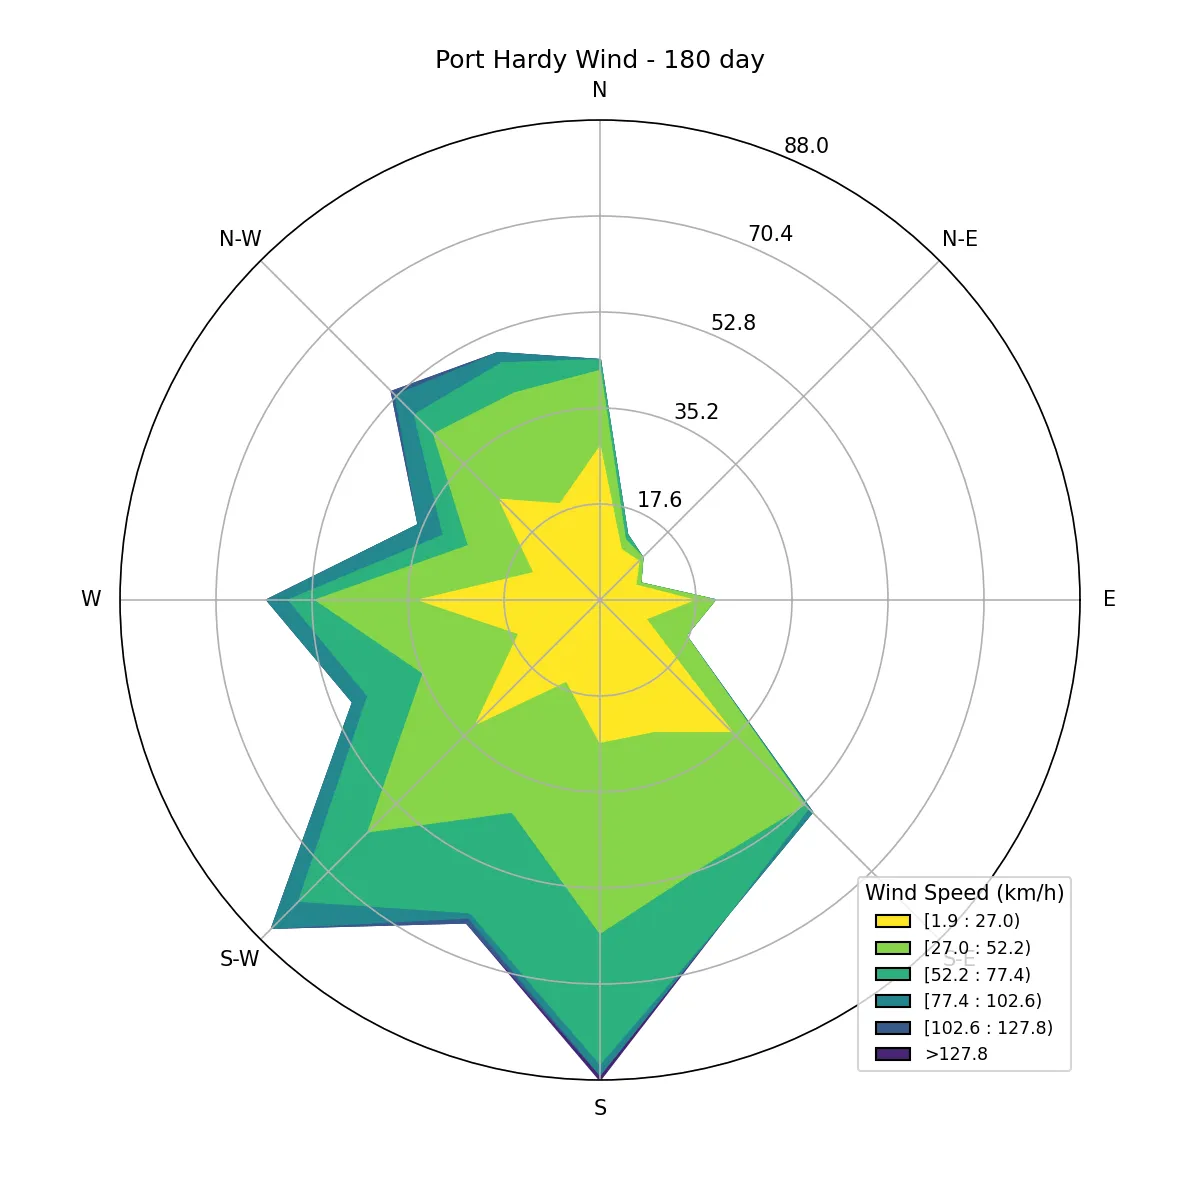 Port Hardy Wind - 180 day
N
88.0
70.4
N-W
N-E
52.8
35.2
17.6
W
E
Wind Speed (km/h)
[1.9 : 27.0)
[27.0 : 52.2)
S-W
S-E
[52.2 : 77.4)
[77.4 : 102.6)
[102.6 : 127.8)
>127.8
S